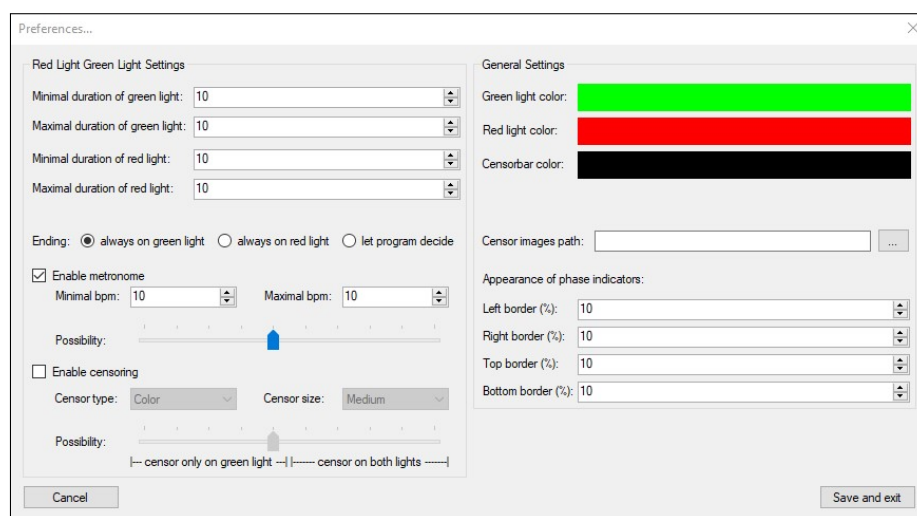 Preferences...
Red Light Green Light Settings
Minimal duration of green light: 10
Maximal duration of green light: 10
Minimal duration of red light: 10
Maximal duration of red light: 10
Ending: always on green light always on red light let program decide
Enable metronome
Minimal bpm: 10 Maximal bpm: 10
Possibility:
Enable censoring
Censor type: Color Censor size: Medium
Possibility:
|--- censor only on green light ---|------- censor on both lights -------|
Cancel
General Settings
Green light color:
Red light color:
Censorbar color:
Censor images path: ...
Appearance of phase indicators:
Left border (%): 10
Right border (%): 10
Top border (%): 10
Bottom border (%): 10
Save and exit